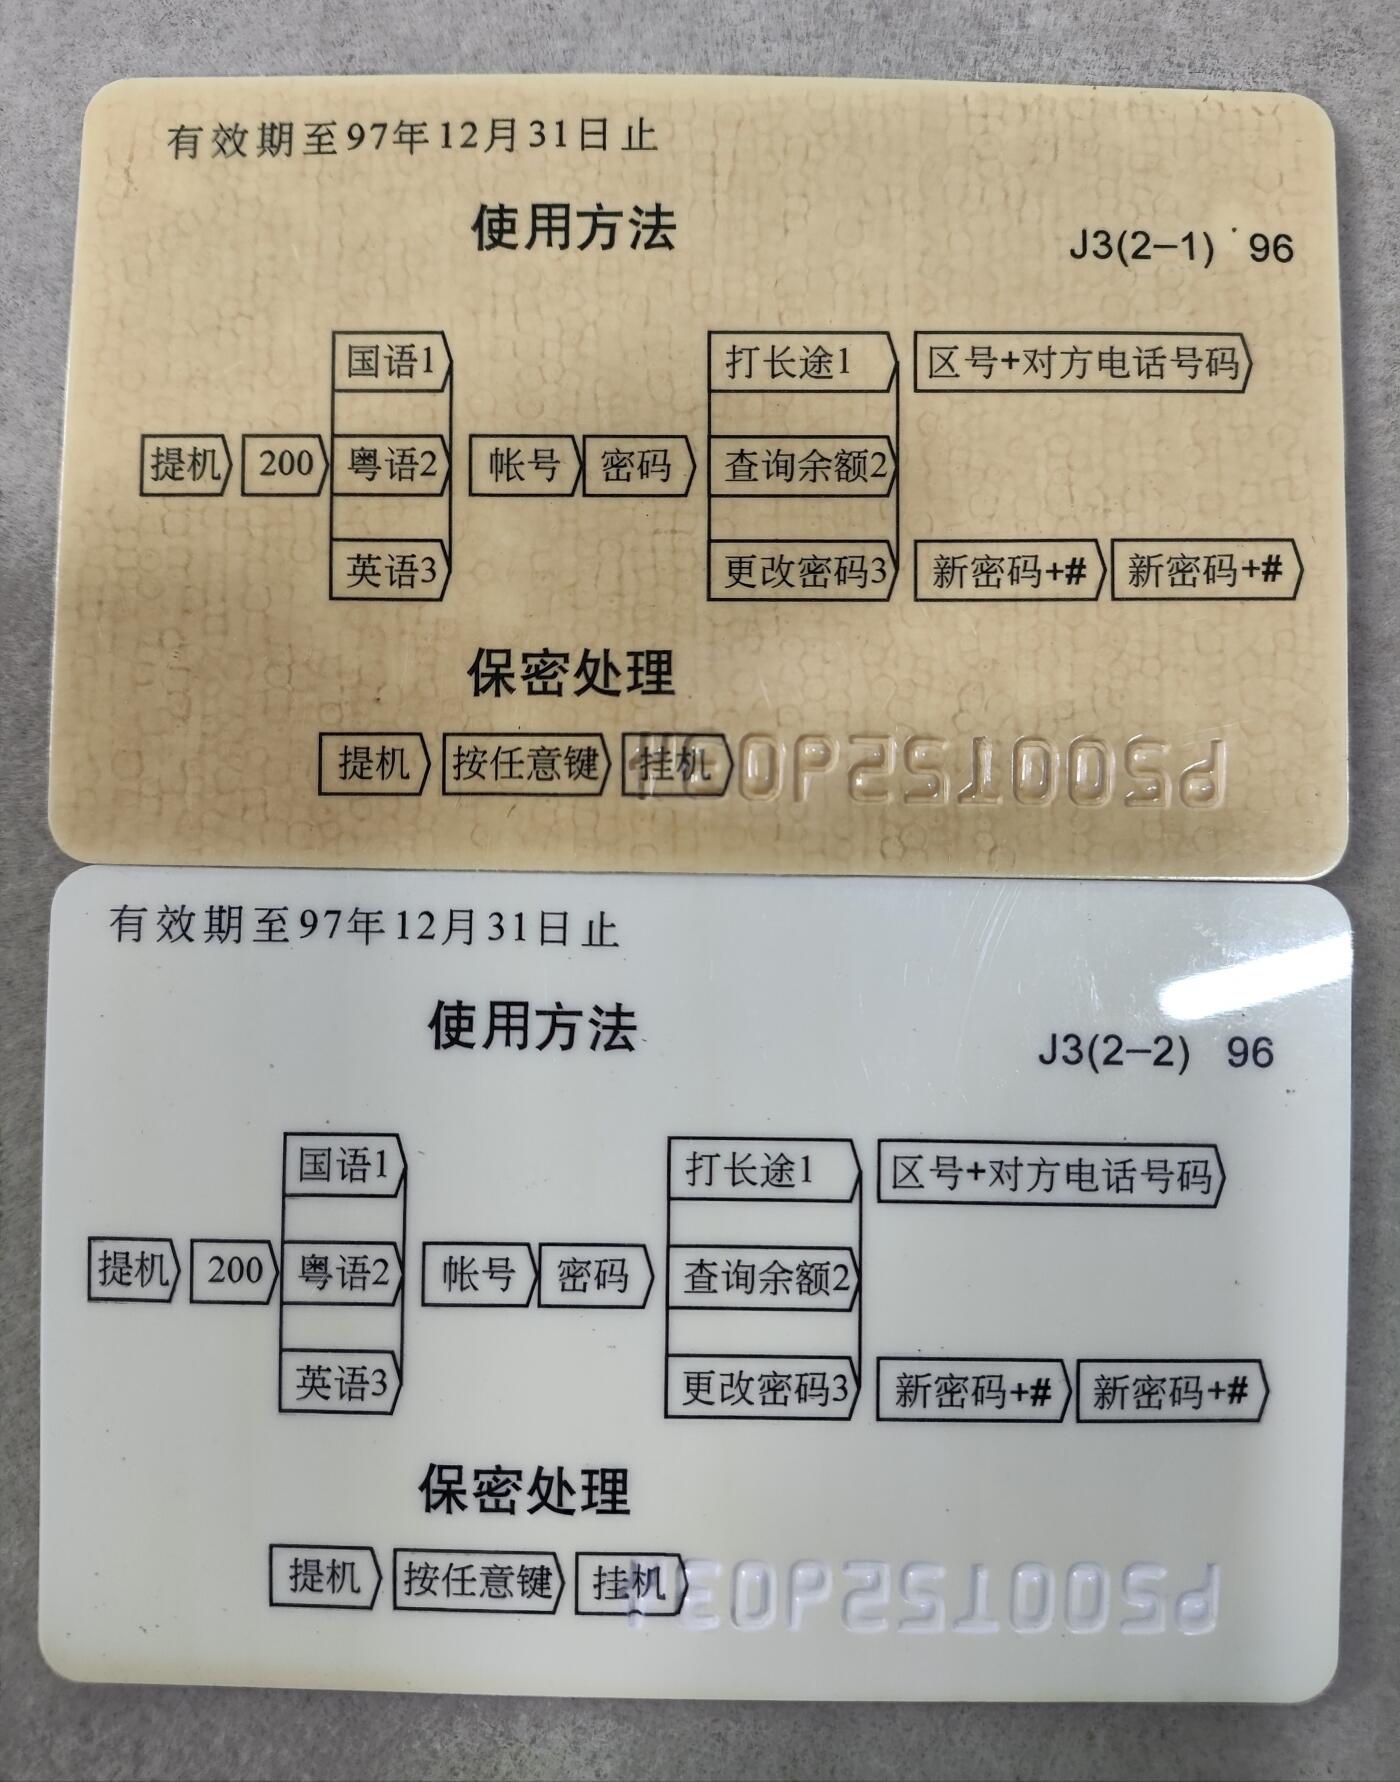 有效期至97年12月31日止
使用方法
J3(2-1) 96
国语1 打长途1 区号+对方电话号码
提机 200 粤语2 帐号 密码 查询余额2
英语3 更改密码3 新密码+# 新密码+#
保密处理
提机 按任意键 挂机
有效期至97年12月31日止
使用方法
J3(2-2) 96
国语1 打长途1 区号+对方电话号码
提机 200 粤语2 帐号 密码 查询余额2
英语3 更改密码3 新密码+# 新密码+#
保密处理
提机 按任意键 挂机